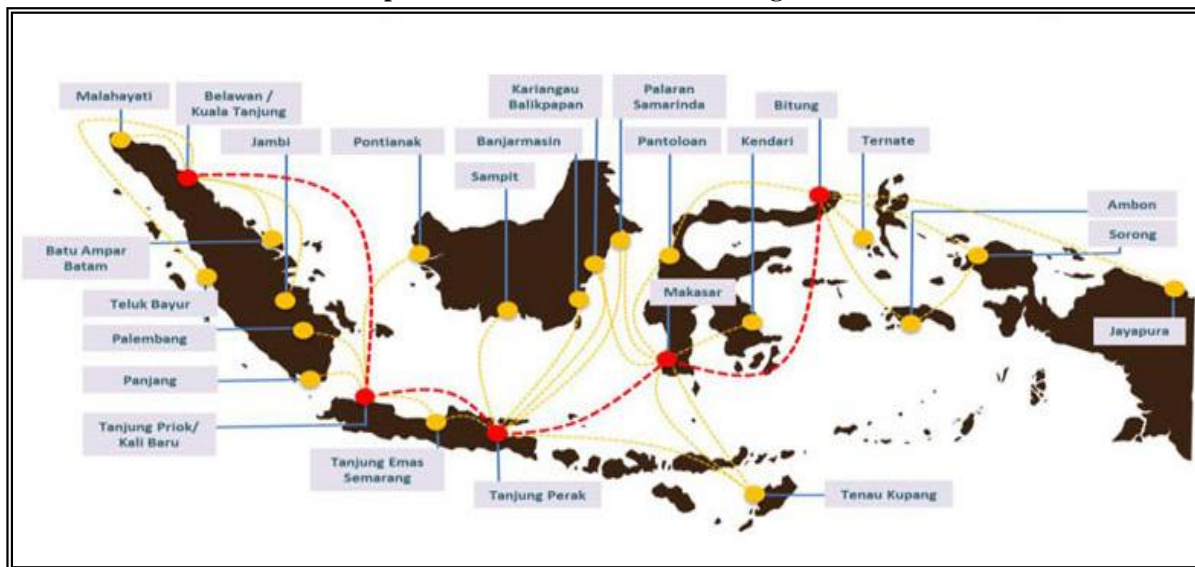 Malahayati
Belawan /
Kuala Tanjung
Jambi
Pontianak
Sampit
Banjarmasin
Kariangau
Balikpapan
Palaran
Samarinda
Pantoloan
Kendari
Bitung
Ternate
Ambon
Sorong
Batu Ampar
Batam
Teluk Bayur
Palembang
Panjang
Tanjung Priok/
Kali Baru
Tanjung Emas
Semarang
Tanjung Perak
Makasar
Tenau Kupang
Jayapura